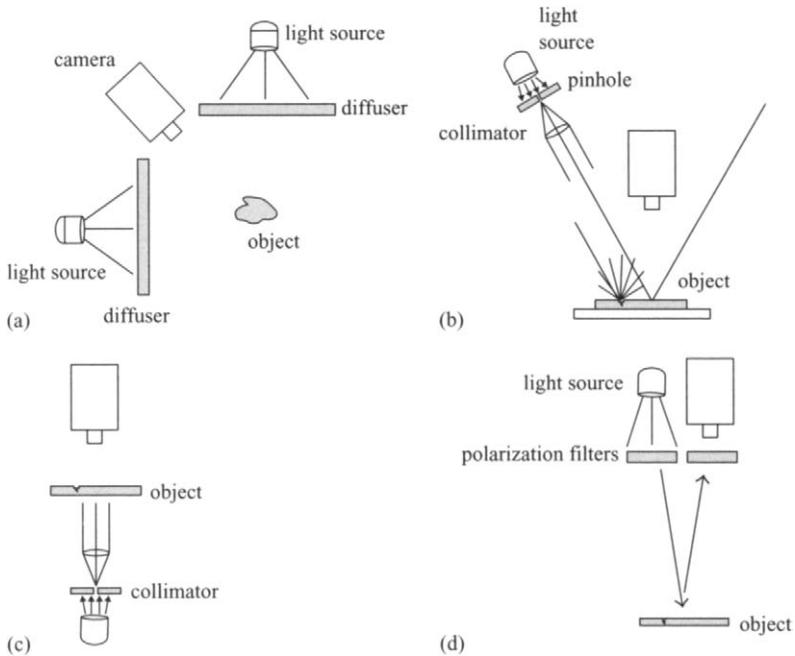 camera
light source
diffuser
light source
object
diffuser
(a)
light
source
pinhole
collimator
object
(b)
object
collimator
(c)
light source
polarization filters
object
(d)